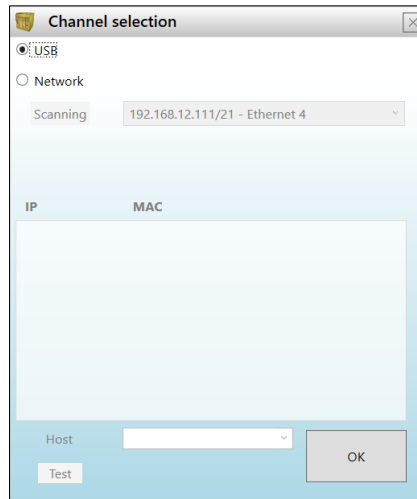 Channel selection
USB
Network
Scanning 192.168.12.111/21 - Ethernet 4
IP MAC
Host
OK
Test